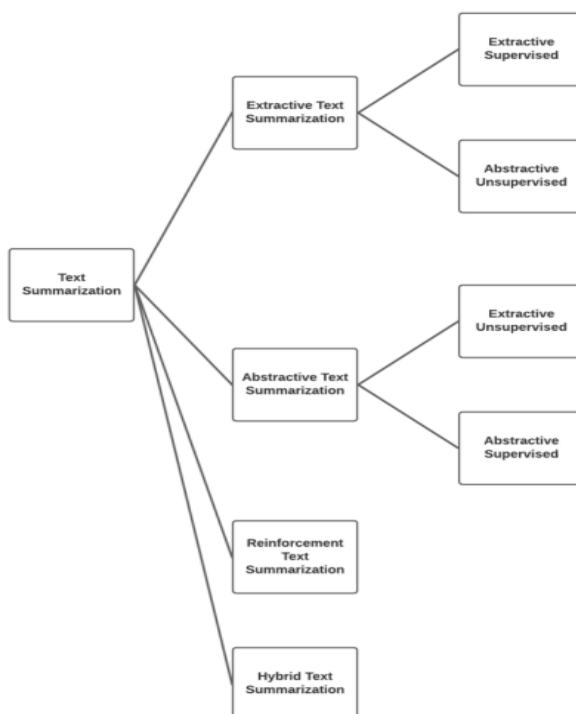 Extractive
Supervised
Extractive Text
Summarization
Abstractive
Unsupervised
Text
Summarization
Extractive
Unsupervised
Abstractive Text
Summarization
Abstractive
Supervised
Reinforcement
Text
Summarization
Hybrid Text
Summarization